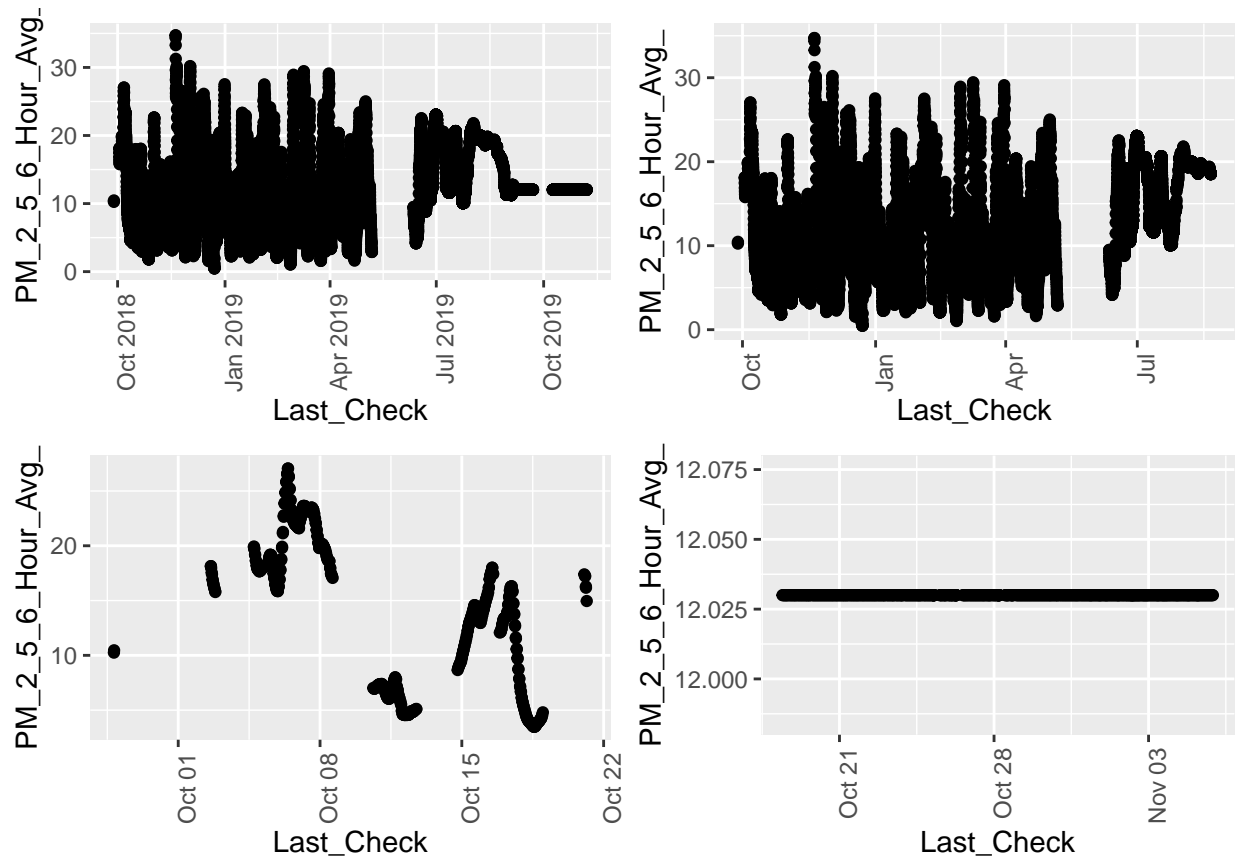 PM_2_5_6_Hour_Avg_
30
20
10
0
Oct 2018
Jan 2019
Apr 2019
Jul 2019
Oct 2019
Last_Check
PM_2_5_6_Hour_Avg_
30
20
10
0
Oct
Jan
Apr
Jul
Last_Check
PM_2_5_6_Hour_Avg_
20
10
Oct 01
Oct 08
Oct 15
Oct 22
Last_Check
PM_2_5_6_Hour_Avg_
12.075
12.050
12.025
12.000
Oct 21
Oct 28
Nov 03
Last_Check